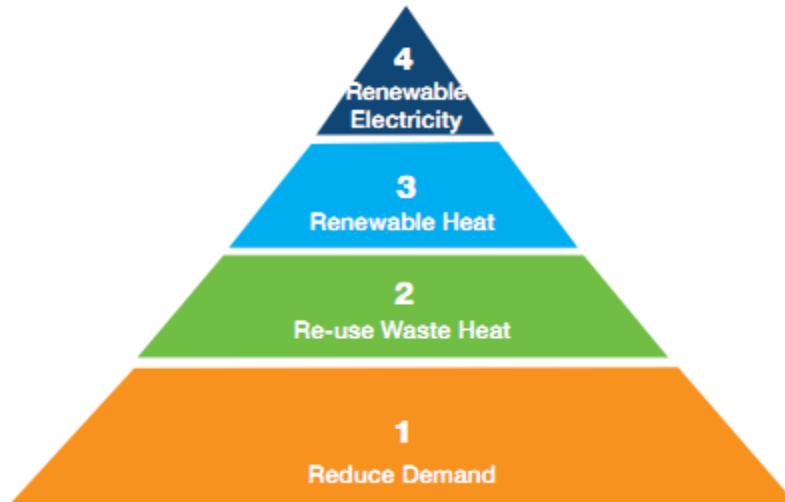 4
Renewable
Electricity
3
Renewable Heat
2
Re-use Waste Heat
1
Reduce Demand